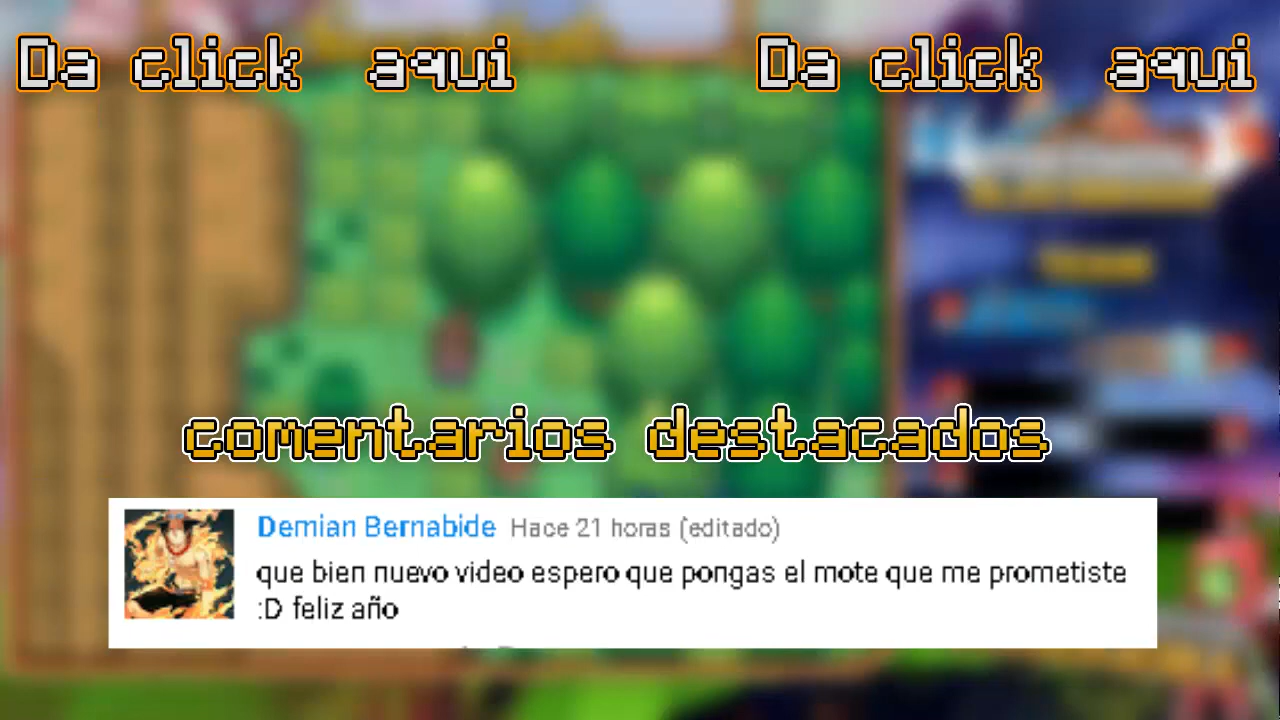 Da click aqui
Da click aqui
comentarios destacados
Demian Bernabide Hace 21 horas (editado)
que bien nuevo video espero que pongas el mote que me prometiste
:D feliz año